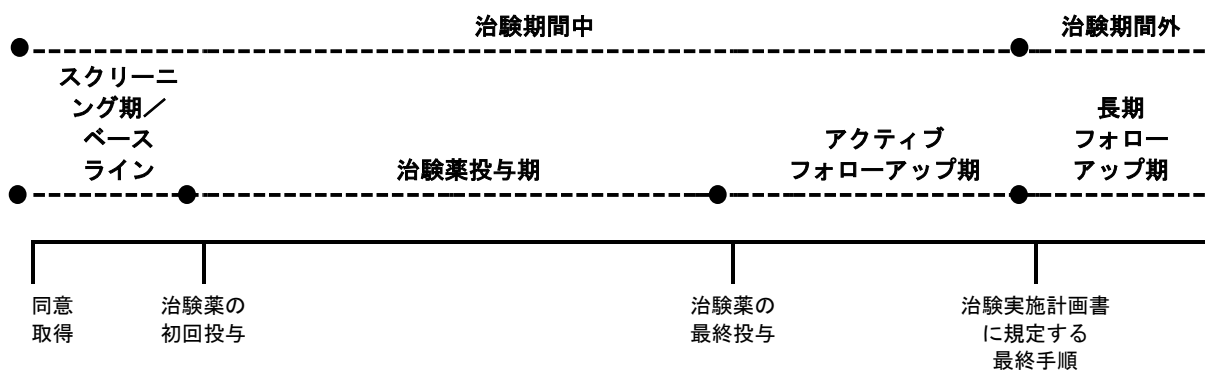 治験期間中
治験期間外
スクリーニ
ング期／
ベース
ライン
治験薬投与期
アクティブ
フォローアップ期
長期
フォロー
アップ期
同意
取得
治験薬の
初回投与
治験薬の
最終投与
治験実施計画書
に規定する
最終手順